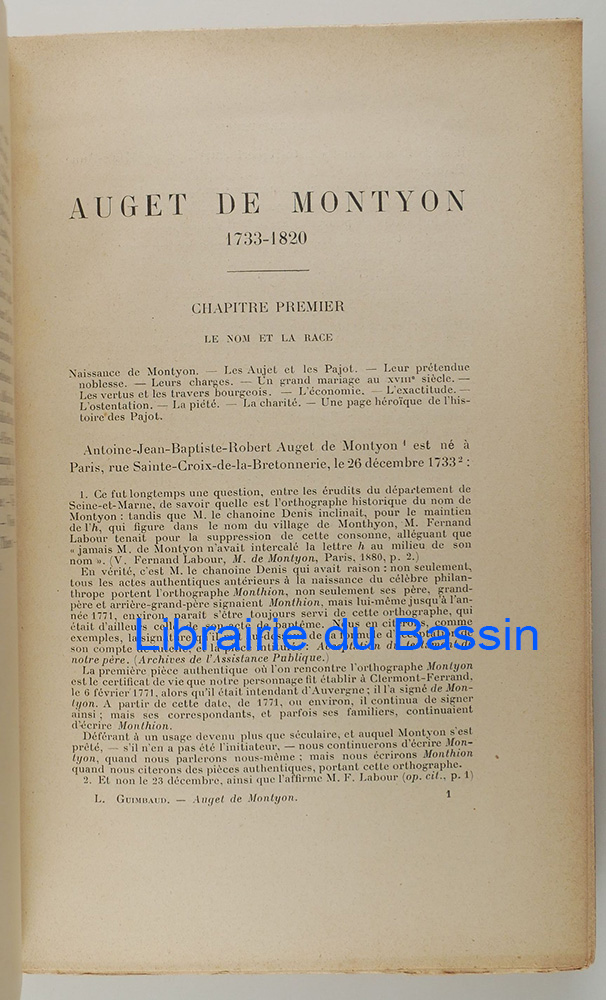 AUGET DE MONTYON
1733-1820
CHAPITRE PREMIER
LE NOM ET LA RACE
Naissance de Montyon. — Les Aujet et les Pajot. — Leur prétendue
noblesse. — Leurs charges. — Un grand mariage au XVIIIe siècle. —
Les vertus et les travers bourgeois. — L'économie. — L'exactitude. —
L'ostentation. — La piété. — La charité. — Une page héroïque de l'his-
toire des Pajot.
Antoine-Jean-Baptiste-Robert Auget de Montyon 1 est né à
Paris, rue Sainte-Croix-de-la-Bretonnerie, le 26 décembre 1733 2 :
1. Ce fut longtemps une question, entre les érudits du département de
Seine-et-Marne, de savoir quelle est l'orthographe historique du nom de
Montyon : tandis que M. le chanoine Denis inclinait, pour le maintien
de l'h, qui figure dans le nom du village de Monthyon, M. Fernand
Labour tenait pour la suppression de cette consonne, alléguant que
« jamais M. de Montyon n'avait intercalé la lettre h au milieu de son
nom ». (V. Fernand Labour, M. de Montyon, Paris, 1880, p. 2.)
En vérité, c'est M. le chanoine Denis qui avait raison : non seulement,
tous les actes authentiques antérieurs à la naissance du célèbre philan-
thrope portent l'orthographe Monthion, non seulement ses père, grand-
père et arrière-grand-père signaient Monthion, mais lui-même jusqu'à l'an-
née 1771, environ, paraît s'être toujours servi de cette orthographe, qui
était d'ailleurs celle de son acte de baptême.
comme
exemples, la
son compte de tutelle,
notre père. (Archives de l'Assistance Publique.)
Librairie du Bassin
La première pièce authentique où l'on rencontre l'orthographe Montyon
est le certificat de vie que notre personnage fit établir à Clermont-Ferrand,
le 6 février 1771, alors qu'il était intendant d'Auvergne ; il l'a signé de Mon-
tyon. A partir de cette date, de 1771, ou environ, il continua de signer
ainsi ; mais ses correspondants, et parfois ses familiers, continuaient
d'écrire Monthion.
Déférant à un usage devenu plus que séculaire, et auquel Montyon s'est
prêté, — s'il n'en a pas été l'initiateur, — nous continuerons d'écrire Mon-
tyon, quand nous parlerons nous-même ; mais nous écrirons Monthion
quand nous citerons des pièces authentiques, portant cette orthographe.
2. Et non le 23 décembre, ainsi que l'affirme M. F. Labour (op. cit., p. 1)
L. GUIMBAUD. — Auget de Montyon. 1